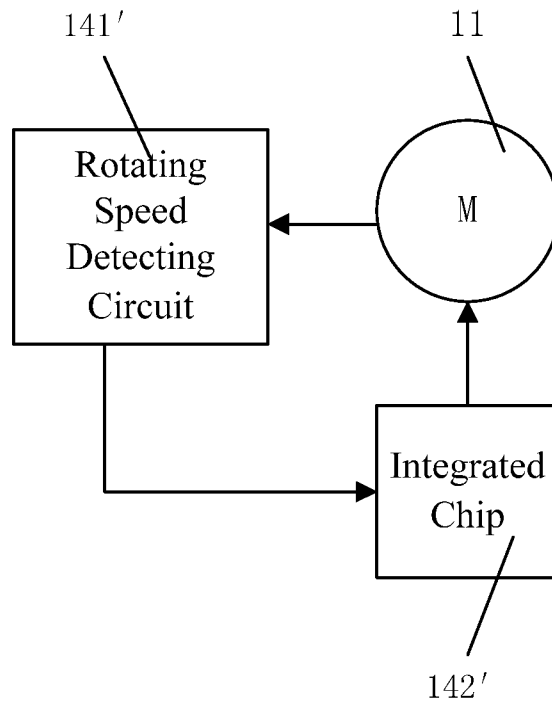 141'
11
Rotating
Speed
Detecting
Circuit
M
Integrated
Chip
142'